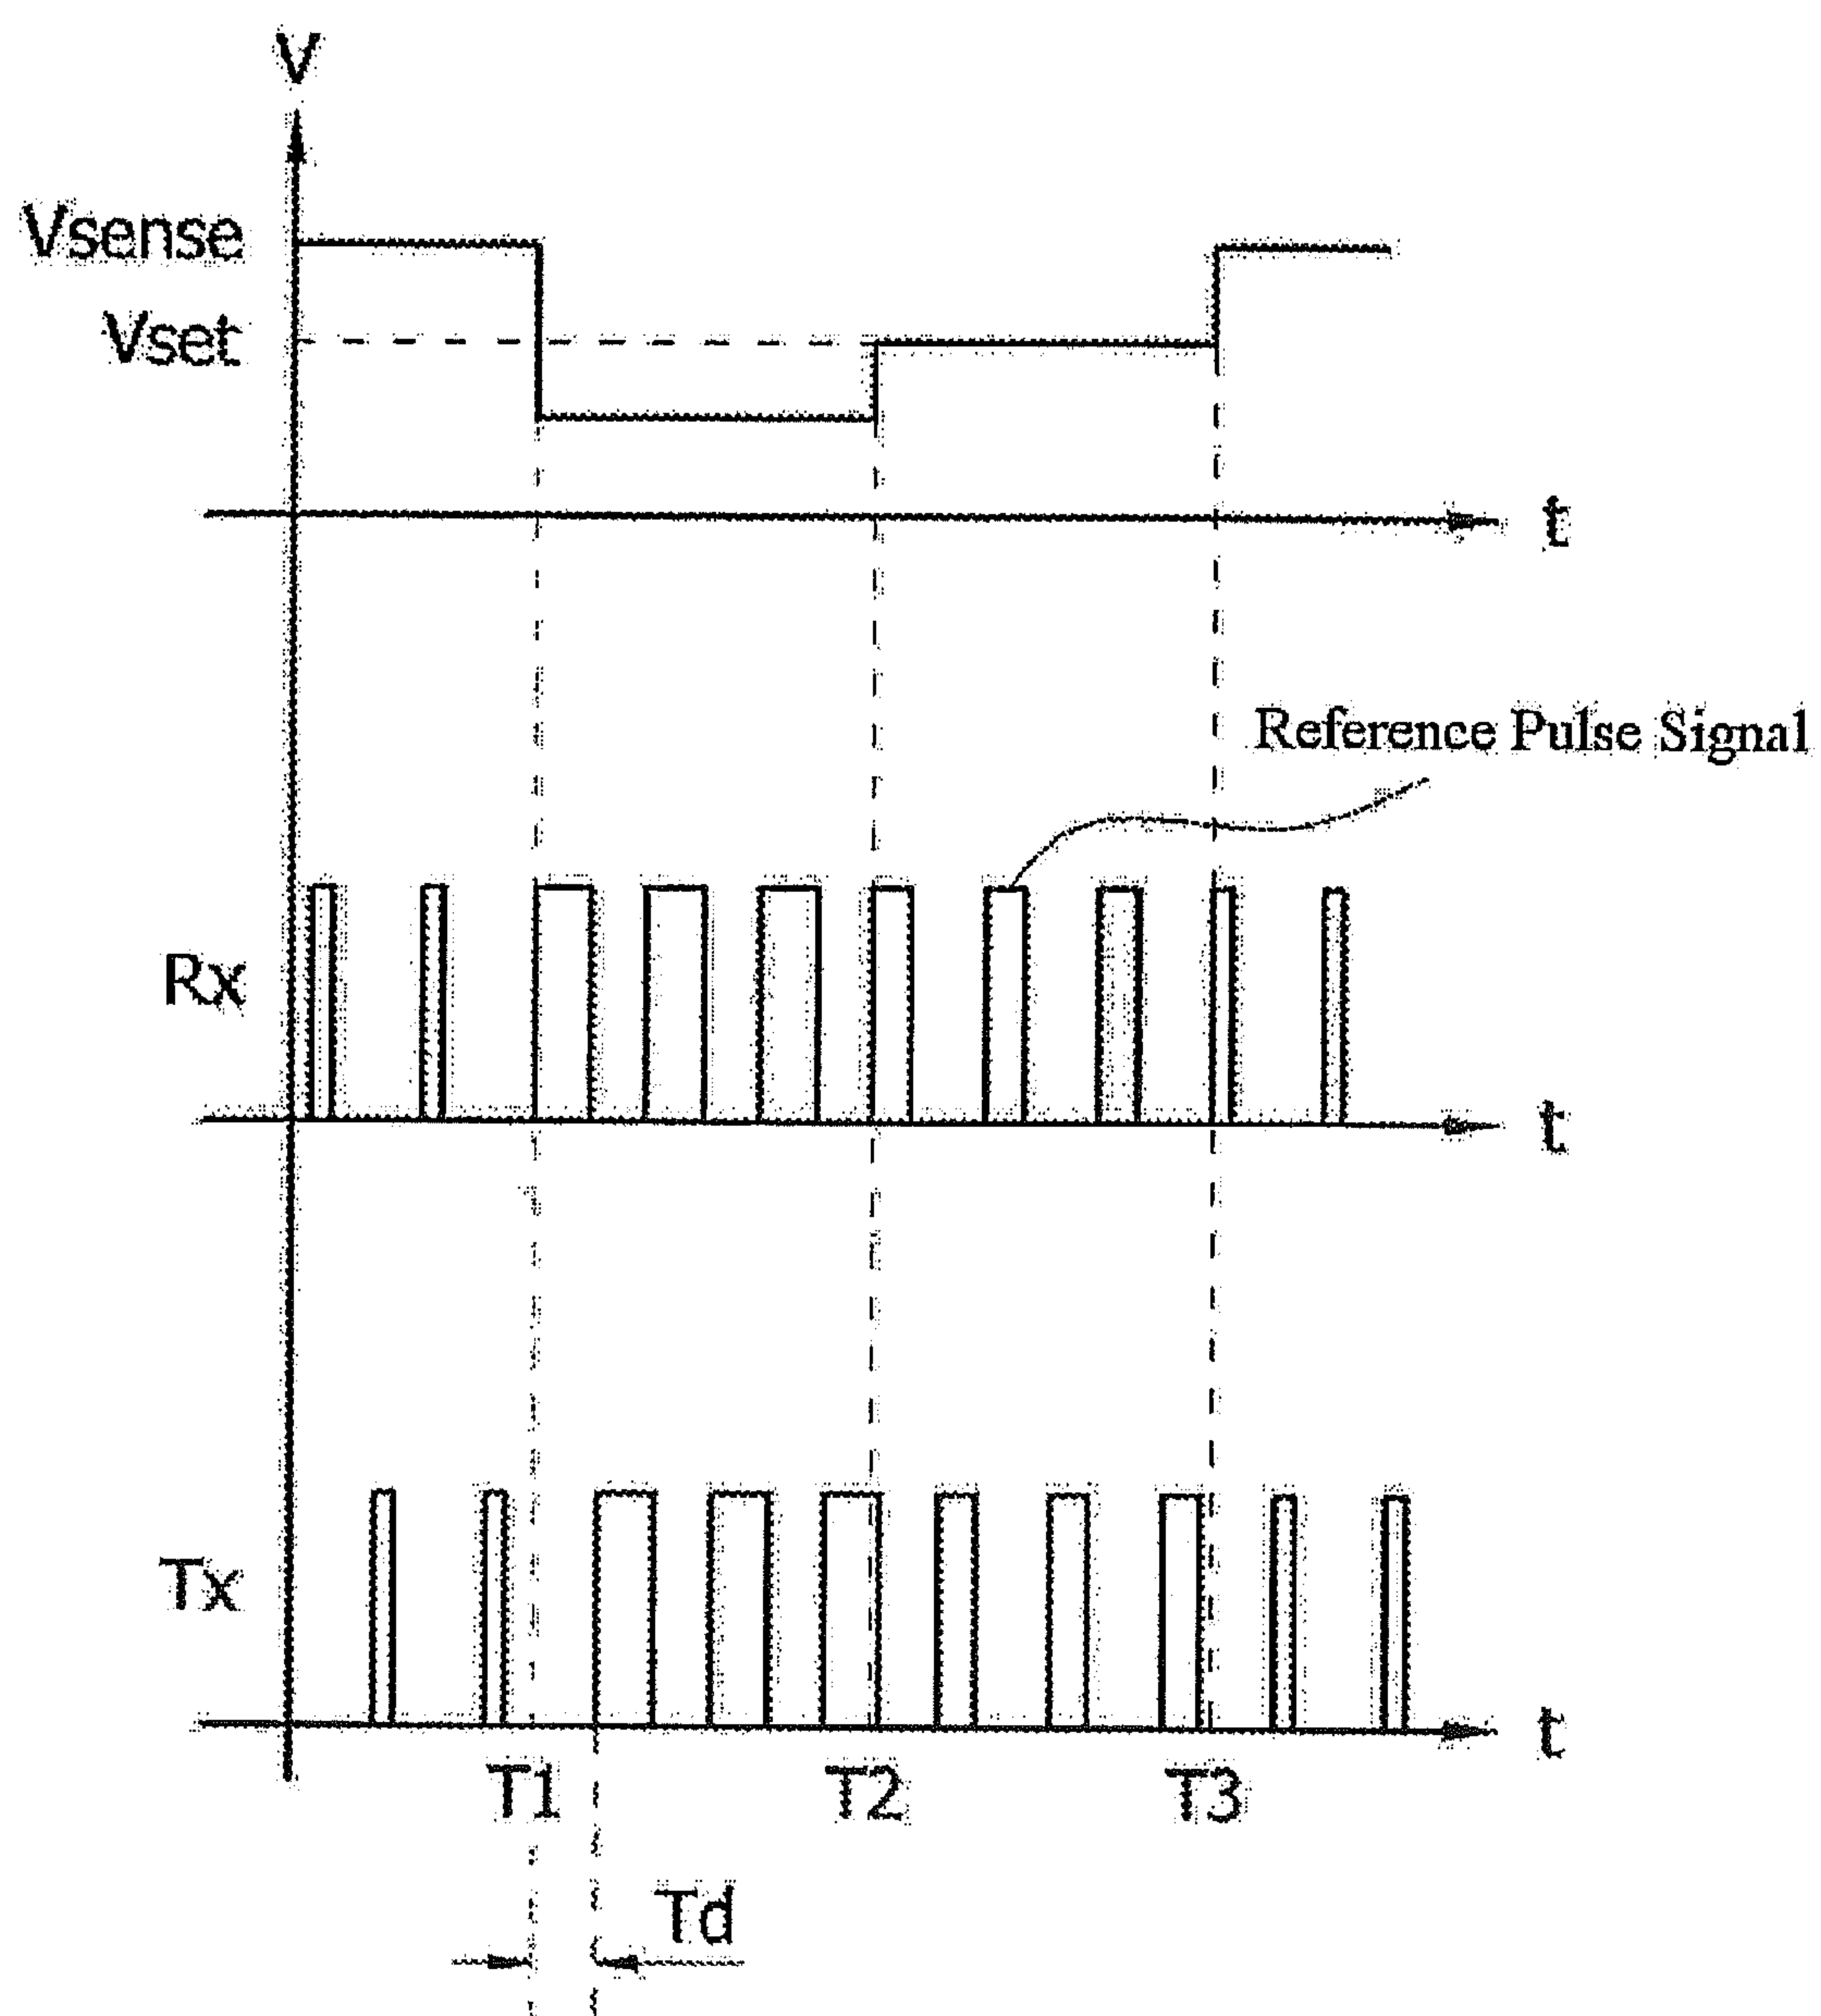 V
Vsense
Vset
t
Reference Pulse Signal
Rx
t
Tx
t
T1
T2
T3
Td